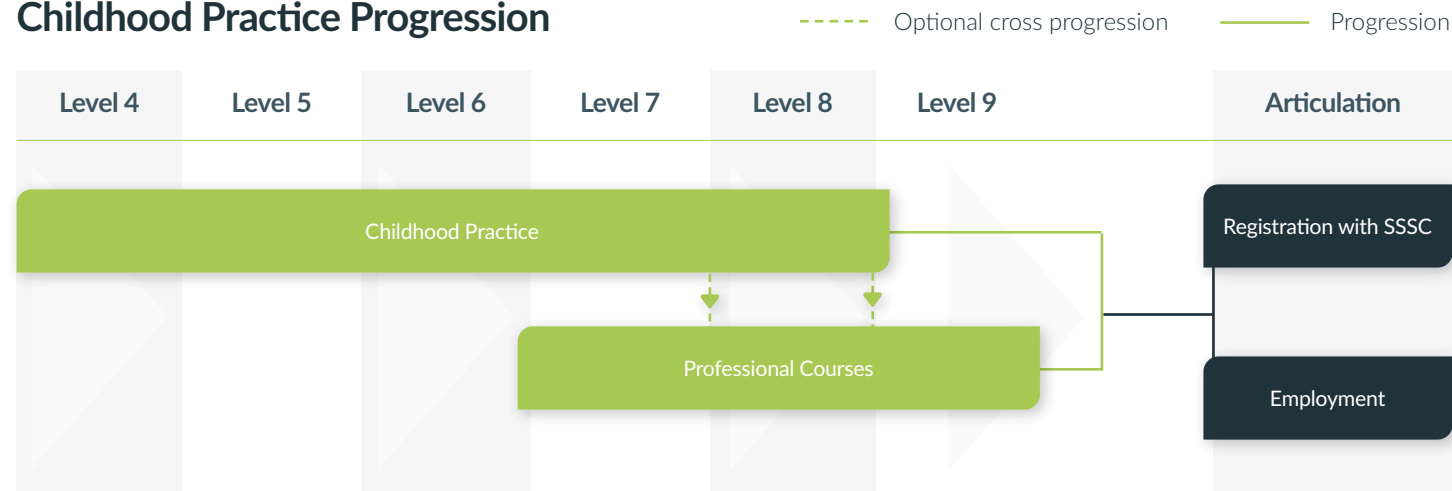 Childhood Practice Progression
Optional cross progression
Progression
Level 4
Level 5
Level 6
Level 7
Level 8
Level 9
Articulation
Childhood Practice
Registration with SSSC
Professional Courses
Employment